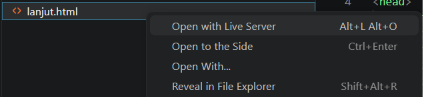 <> lanjut.html
4 <head>
Open with Live Server Alt+L Alt+O
Open to the Side Ctrl+Enter
Open With...
Reveal in File Explorer Shift+Alt+R